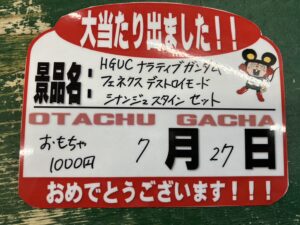 大当たり出ました！！
景品名：
HGUC ナラティブガンダム
フェネクス デストロイモード
シナンジュ スタイン セット
OTACHU GACHA
おもちゃ
1000円
7月27日
おめでとうございます！！！